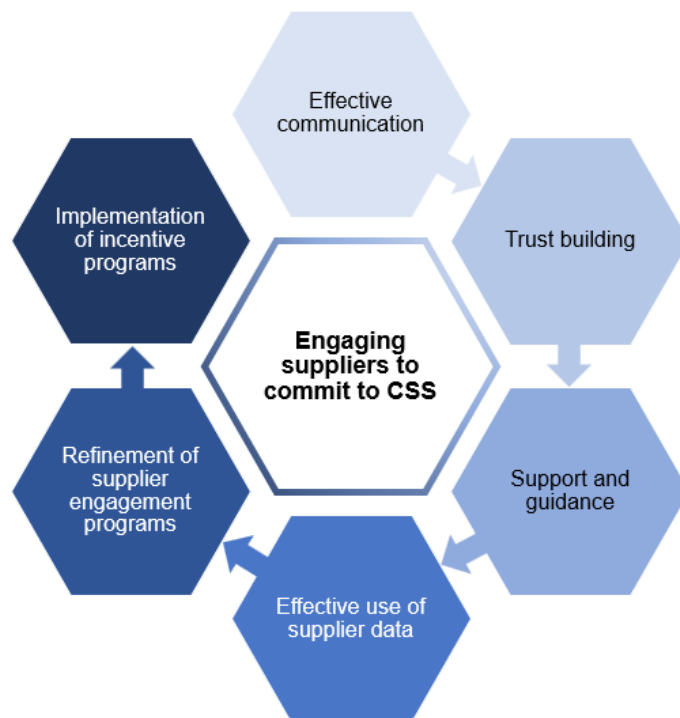 Effective
communication
Trust building
Support and
guidance
Effective use of
supplier data
Refinement of
supplier
engagement
programs
Implementation
of incentive
programs
Engaging
suppliers to
commit to CSS